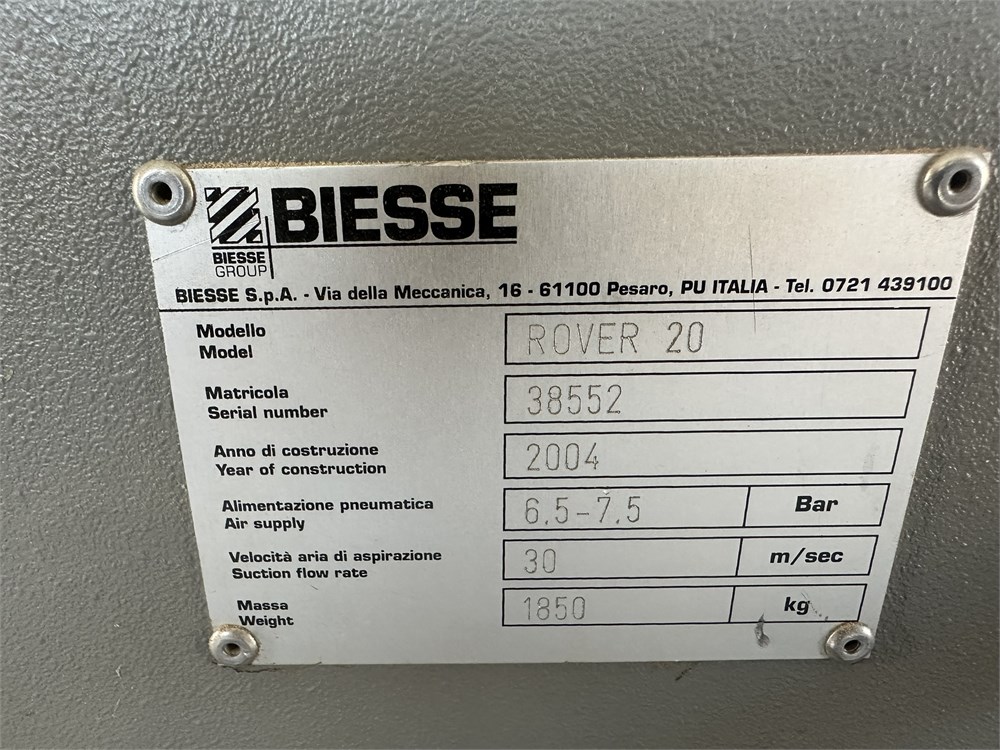 BIESSE
BIESSE
GROUP
BIESSE S.p.A. - Via della Meccanica, 16 - 61100 Pesaro, PU ITALIA - Tel. 0721 439100
Modello
Model
ROVER 20
Matricola
Serial number
38552
Anno di costruzione
Year of construction
2004
Alimentazione pneumatica
Air supply
6.5-7.5 Bar
Velocità aria di aspirazione
Suction flow rate
30 m/sec
Massa
Weight
1850 kg